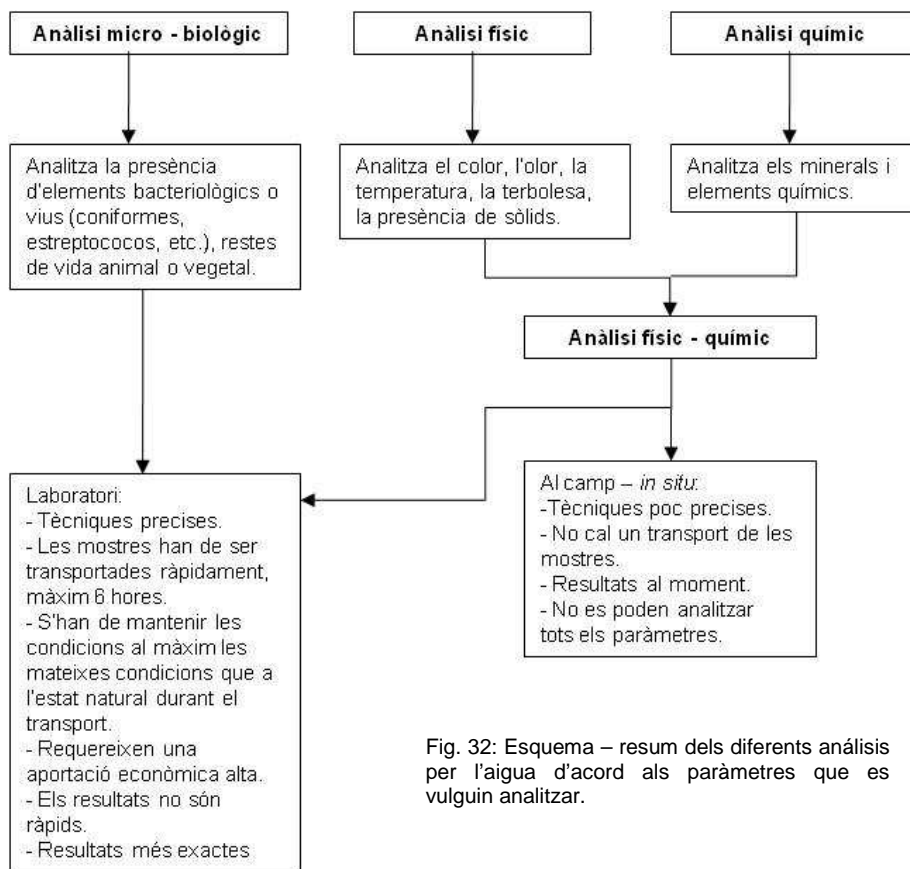 Anàlisi micro - biològic
Anàlisi físic
Anàlisi químic
Analitza la presència
d'elements bacteriològics o
vius (coniformes,
estreptococos, etc.), restes
de vida animal o vegetal.
Analitza el color, l'olor, la
temperatura, la terbolesa,
la presència de sòlids.
Analitza els minerals i
elements químics.
Anàlisi físic - químic
Laboratori:
- Tècniques precises.
- Les mostres han de ser
transportades ràpidament,
màxim 6 hores.
- S'han de mantenir les
condicions al màxim les
mateixes condicions que a
l'estat natural durant el
transport.
- Requereixen una
aportació econòmica alta.
- Els resultats no són
ràpids.
- Resultats més exactes
Al camp – in situ:
-Tècniques poc precises.
- No cal un transport de les
mostres.
- Resultats al moment.
- No es poden analitzar
tots els paràmetres.
Fig. 32: Esquema – resum dels diferents análisis
per l'aigua d'acord als paràmetres que es
vulguin analitzar.